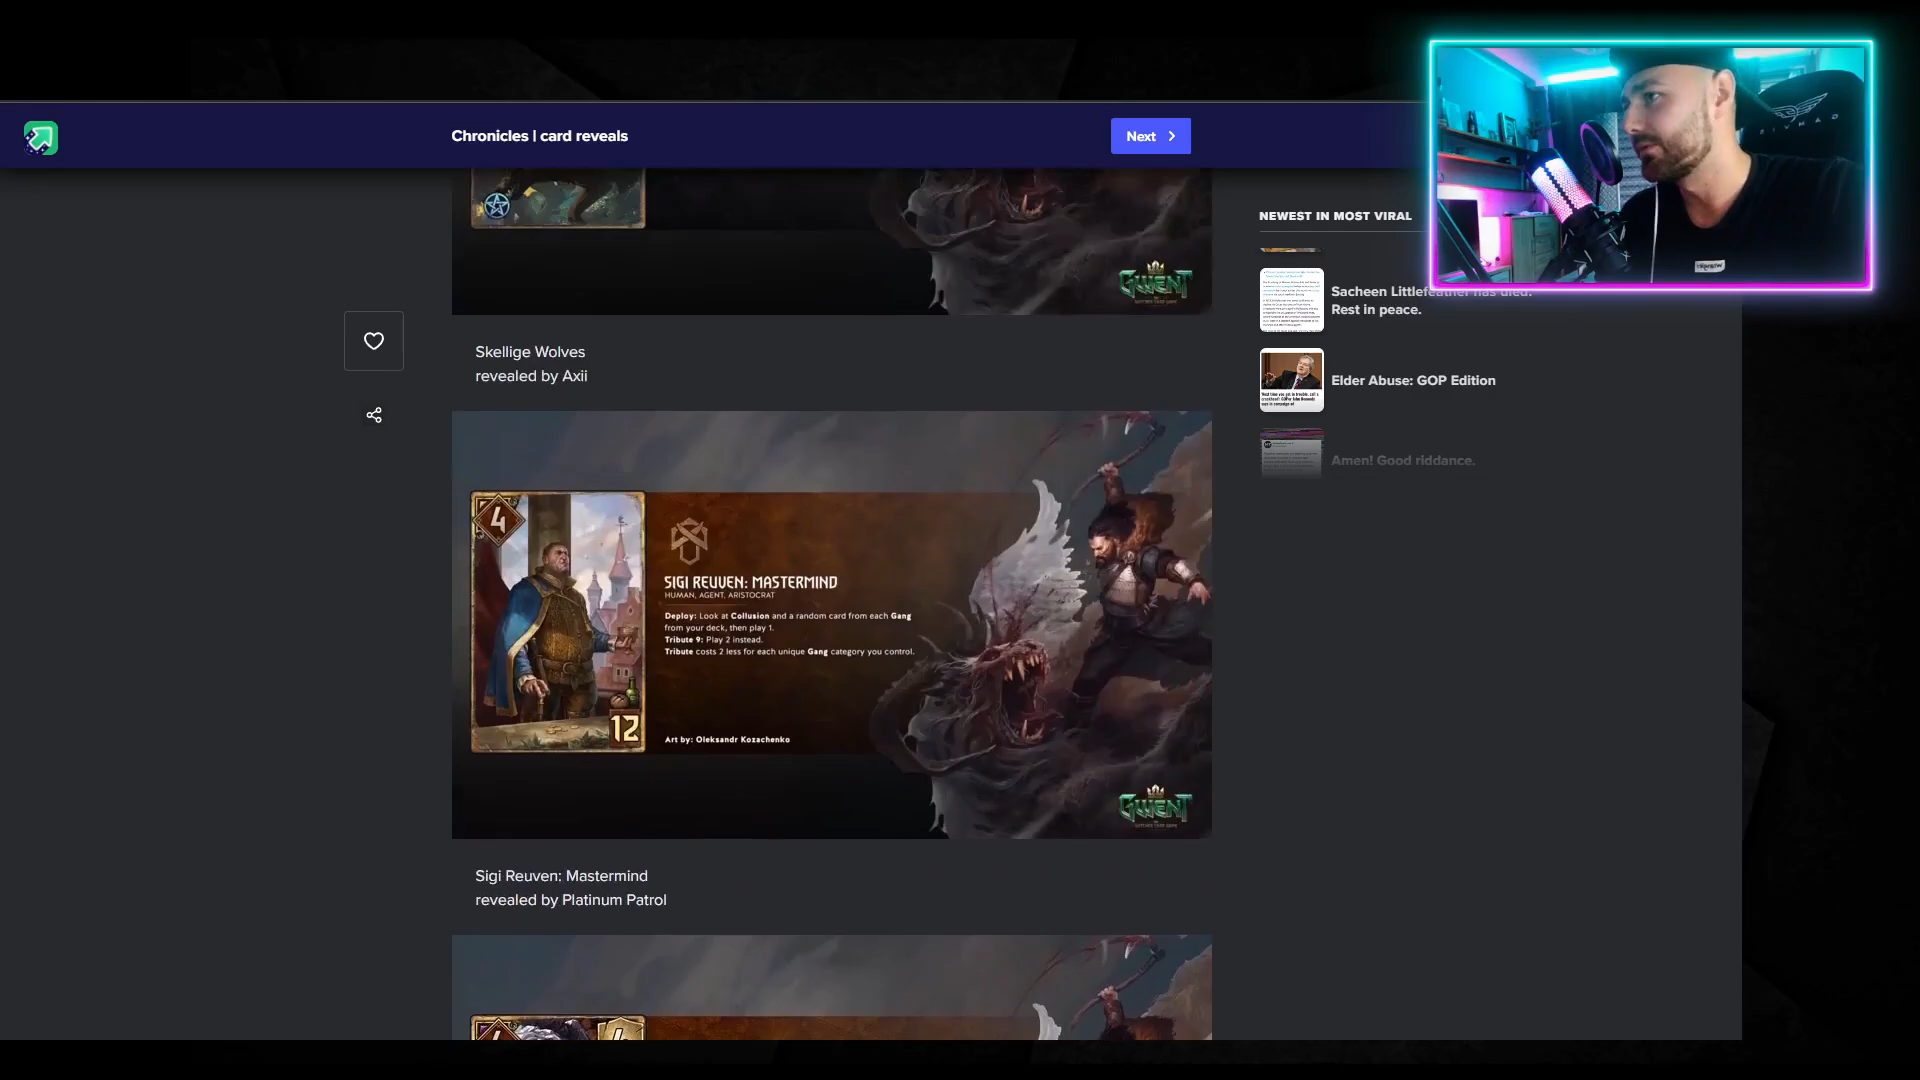 Chronicles | card reveals
Next
NEWEST IN MOST VIRAL
Sacheen Littlefeather has died.
Rest in peace.
Elder Abuse: GOP Edition
Amen! Good riddance.
GWENT
Skellige Wolves
revealed by Axii
4
SIGI REUVEN: MASTERMIND
HUMAN, AGENT, ARISTOCRAT
Deploy: Look at Collusion and a random card from each Gang
from your deck, then play 1.
Tribute 9: Play 2 instead.
Tribute costs 2 less for each unique Gang category you control.
12
Art by: Oleksandr Kozachenko
GWENT
Sigi Reuven: Mastermind
revealed by Platinum Patrol